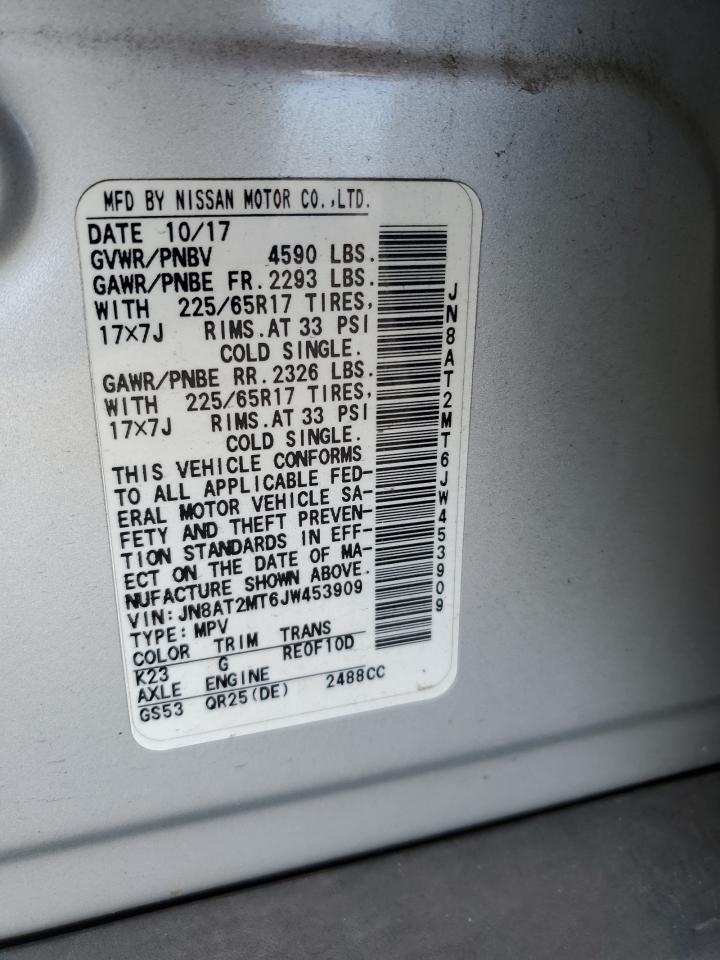 MFD BY NISSAN MOTOR CO.,LTD.
DATE 10/17
GVWR/PNBV 4590 LBS.
GAWR/PNBE FR. 2293 LBS.
WITH 225/65R17 TIRES,
17×7J RIMS.AT 33 PSI
COLD SINGLE.
GAWR/PNBE RR. 2326 LBS.
WITH 225/65R17 TIRES,
17×7J RIMS.AT 33 PSI
COLD SINGLE.
THIS VEHICLE CONFORMS
TO ALL APPLICABLE FED-
ERAL MOTOR VEHICLE SA-
FETY AND THEFT PREVEN-
TION STANDARDS IN EFF-
ECT ON THE DATE OF MA-
NUFACTURE SHOWN ABOVE.
VIN: JN8AT2MT6JW453909
TYPE: MPV
COLOR TRIM TRANS
K23 G RE0F10D
AXLE ENGINE
GS53 QR25(DE) 2488CC
JN8AT2MT6JW453909